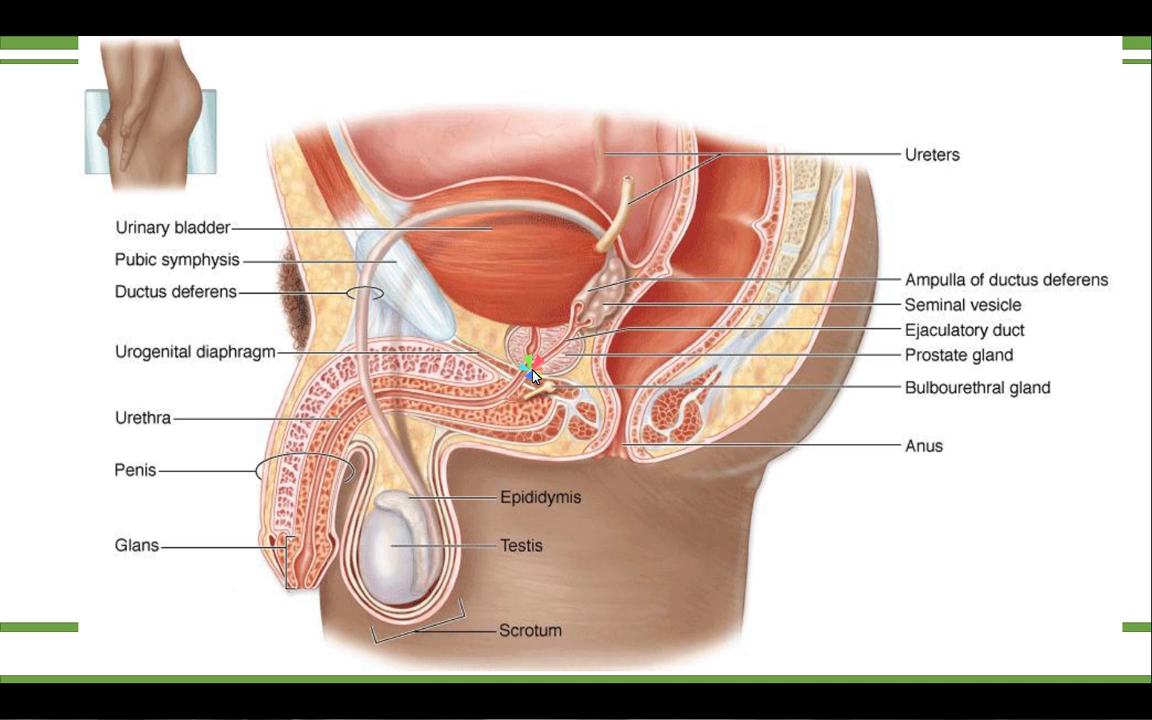 Urinary bladder
Pubic symphysis
Ductus deferens
Urogenital diaphragm
Urethra
Penis
Glans
Epididymis
Testis
Scrotum
Ureters
Ampulla of ductus deferens
Seminal vesicle
Ejaculatory duct
Prostate gland
Bulbourethral gland
Anus